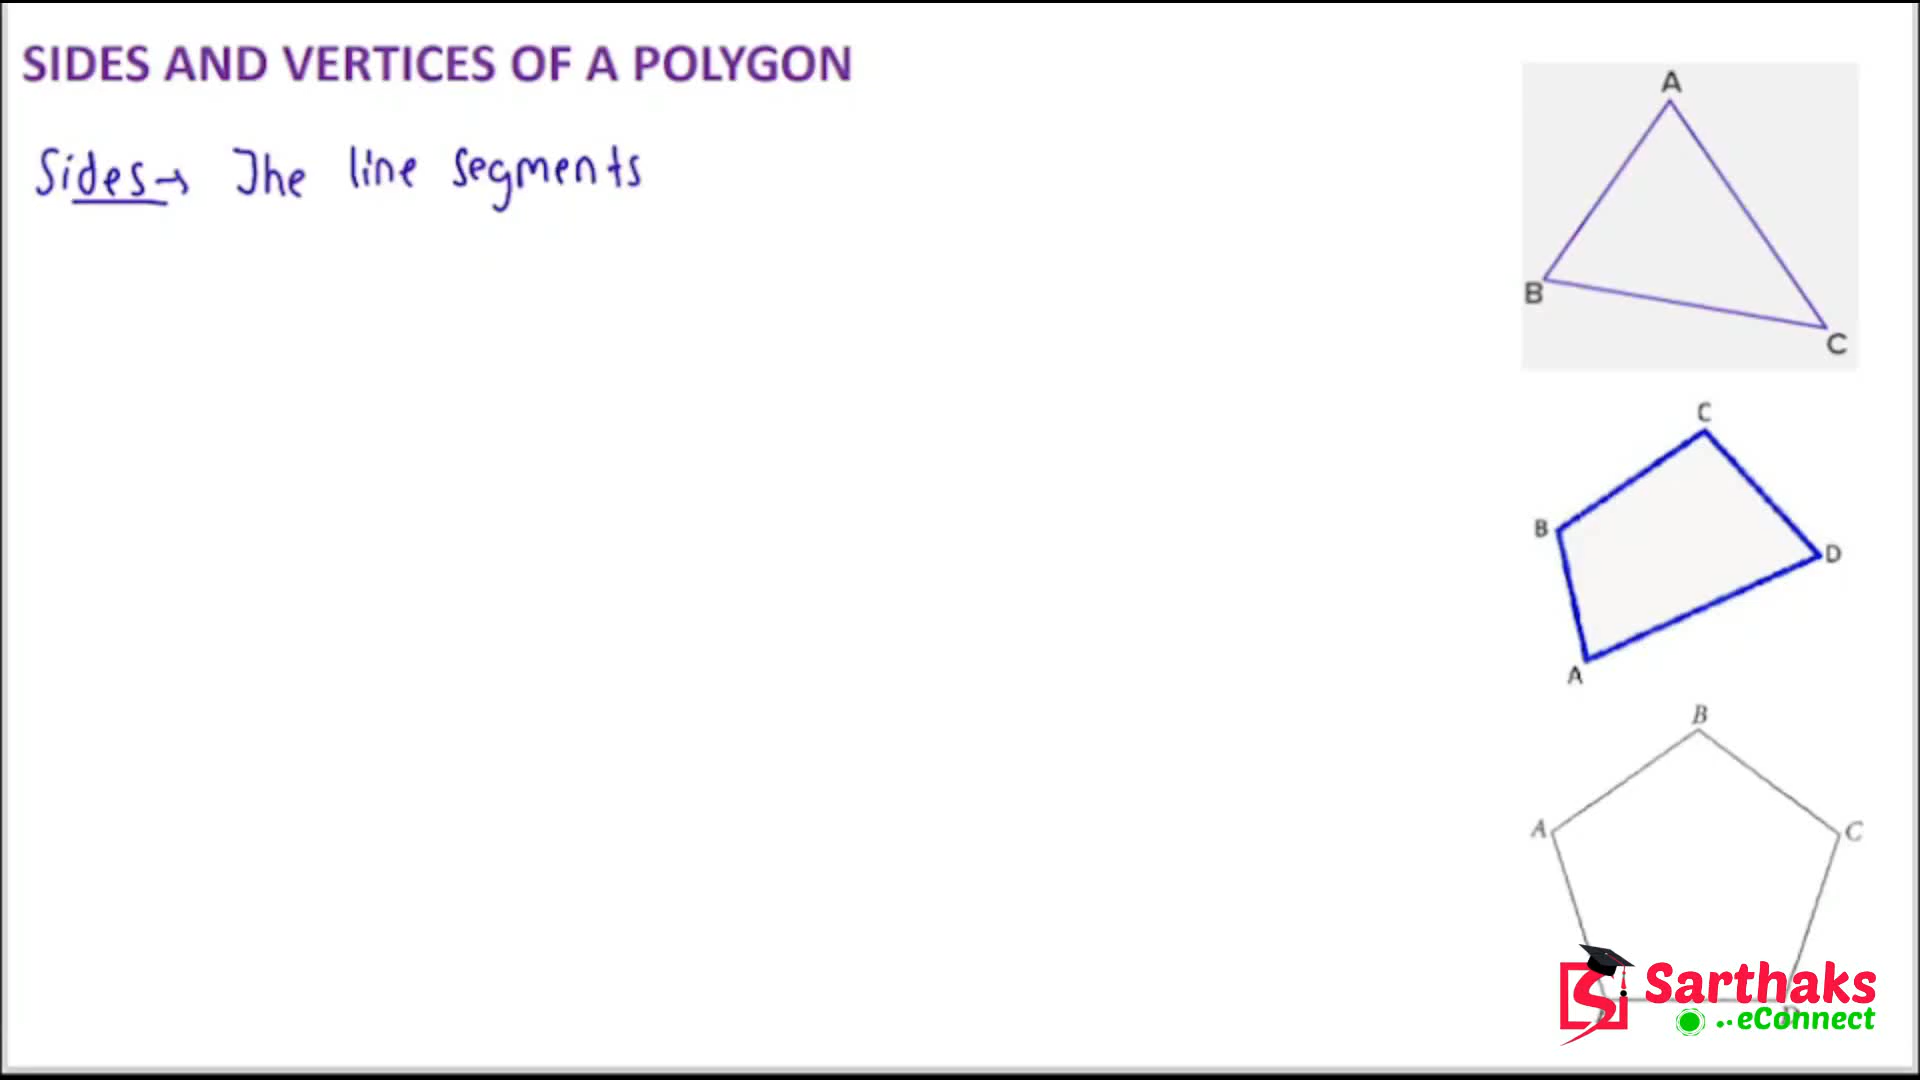 SIDES AND VERTICES OF A POLYGON
Sides → The line segments
A
B
C
C
B
D
A
B
A
C
D
Sarthaks
eConnect